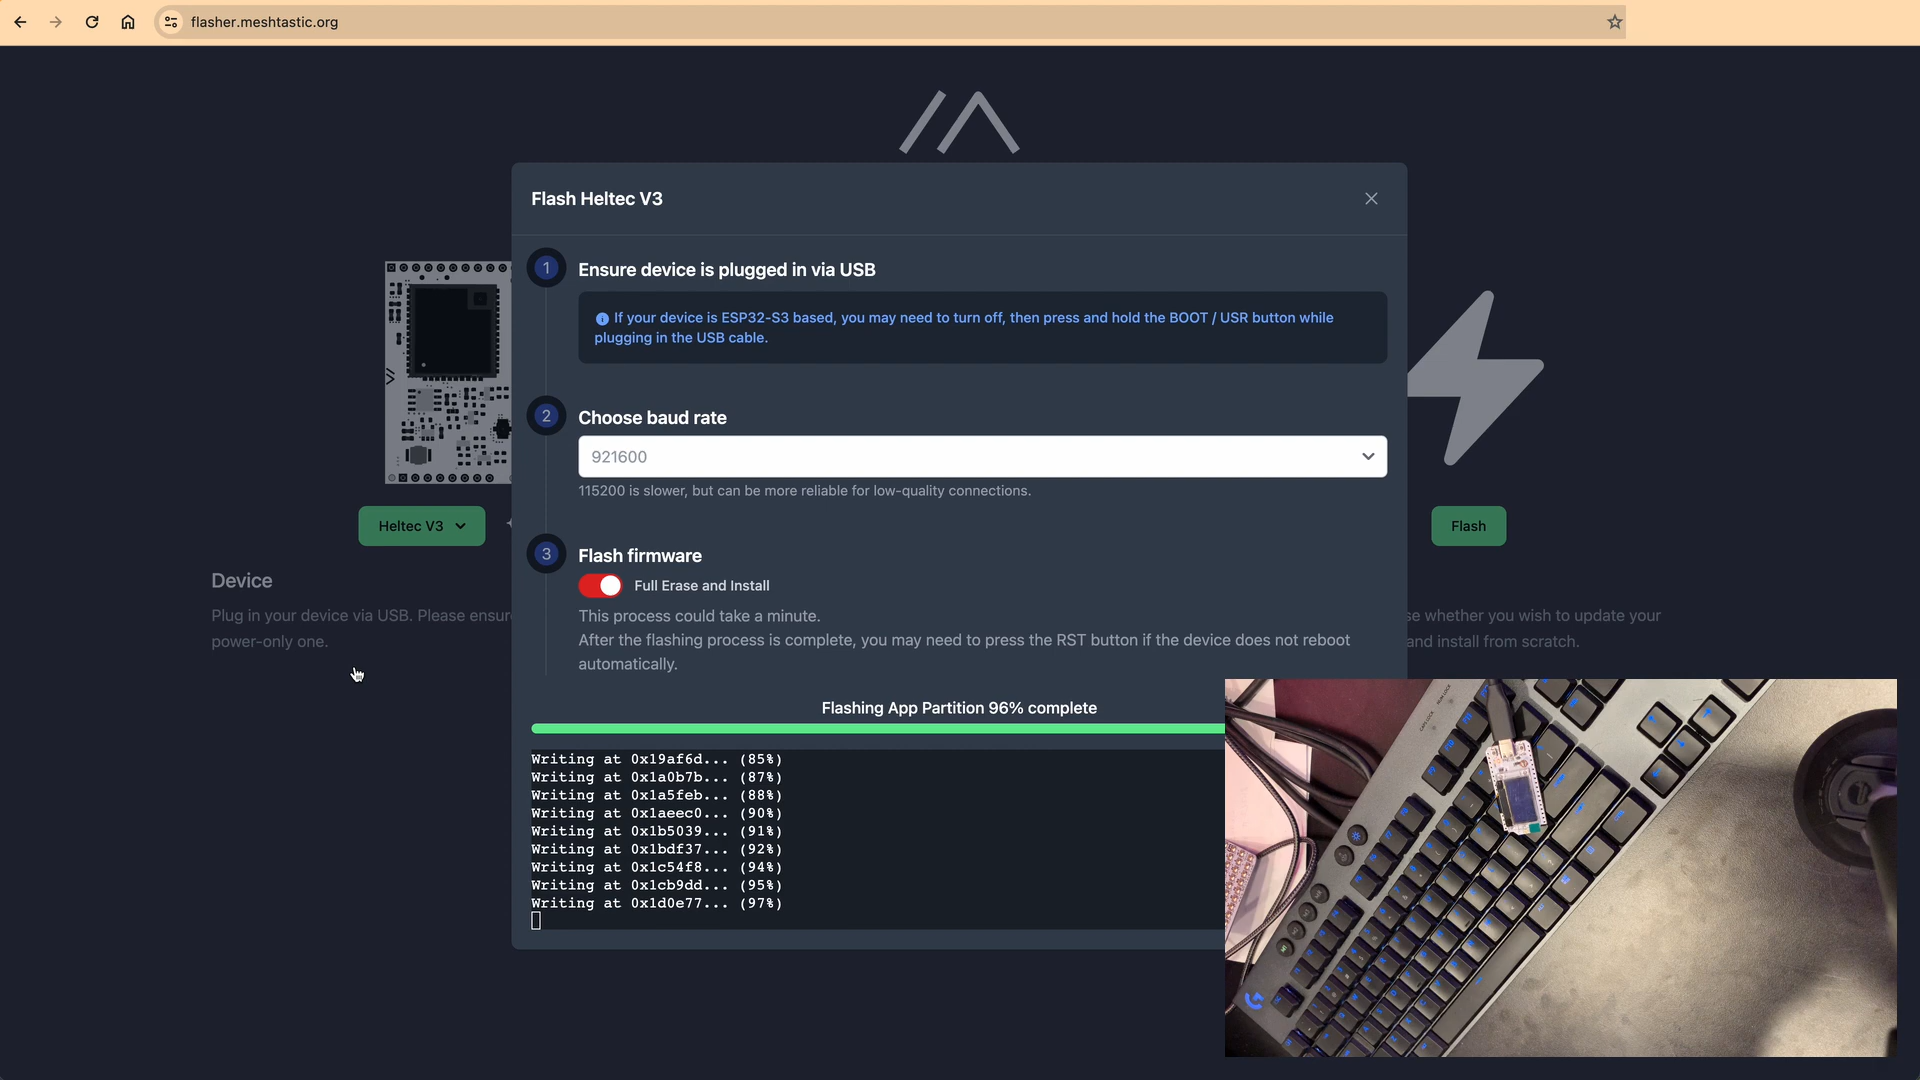 flasher.meshtastic.org
Flash Heltec V3
1
Ensure device is plugged in via USB
If your device is ESP32-S3 based, you may need to turn off, then press and hold the BOOT / USR button while
plugging in the USB cable.
2
Choose baud rate
921600
115200 is slower, but can be more reliable for low-quality connections.
3
Flash firmware
Full Erase and Install
This process could take a minute.
After the flashing process is complete, you may need to press the RST button if the device does not reboot
automatically.
Flashing App Partition 96% complete
Writing at 0x19af6d... (85%)
Writing at 0x1a0b7b... (87%)
Writing at 0x1a5feb... (88%)
Writing at 0x1aeec0... (90%)
Writing at 0x1b5039... (91%)
Writing at 0x1bdf37... (92%)
Writing at 0x1c54f8... (94%)
Writing at 0x1cb9dd... (95%)
Writing at 0x1d0e77... (97%)
Heltec V3
Device
Plug in your device via USB. Please ensur
power-only one.
Flash
se whether you wish to update your
and install from scratch.